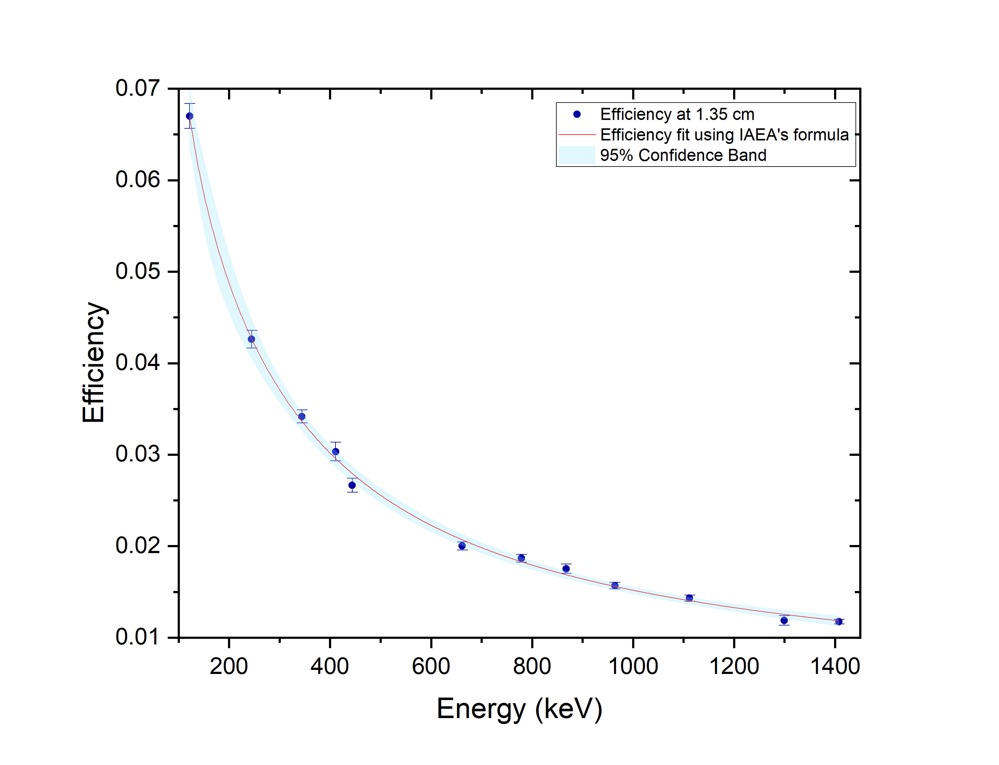 0.07
0.06
0.05
0.04
0.03
0.02
0.01
Efficiency
Efficiency at 1.35 cm
Efficiency fit using IAEA's formula
95% Confidence Band
200 400 600 800 1000 1200 1400
Energy (keV)